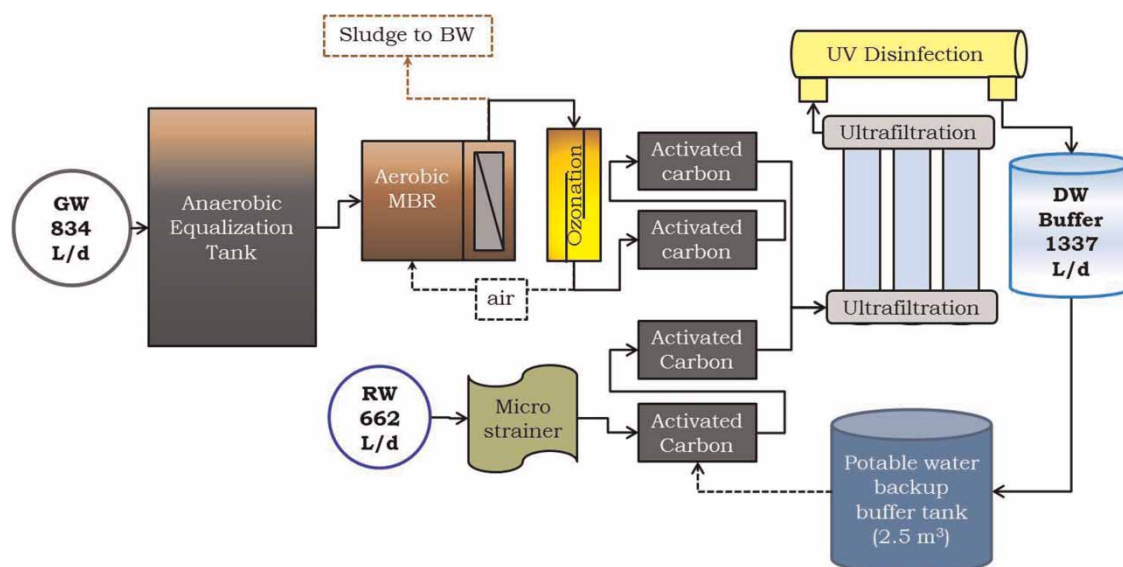 Sludge to BW
UV Disinfection
GW
834
L/d
Anaerobic
Equalization
Tank
Aerobic
MBR
Ozonation
Activated
carbon
Activated
carbon
air
Ultrafiltration
Ultrafiltration
DW
Buffer
1337
L/d
RW
662
L/d
Micro
strainer
Activated
Carbon
Activated
Carbon
Potable water
backup
buffer tank
(2.5 m³)